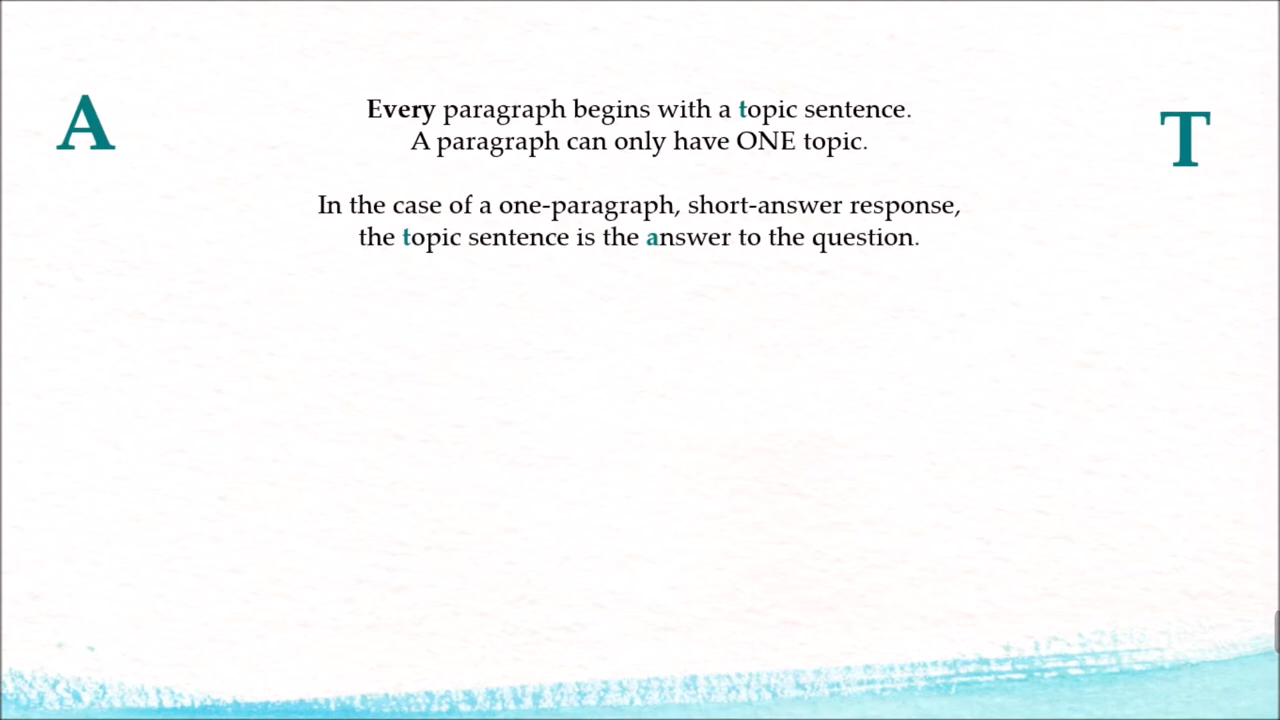 A
Every paragraph begins with a topic sentence.
A paragraph can only have ONE topic.
T
In the case of a one-paragraph, short-answer response,
the topic sentence is the answer to the question.